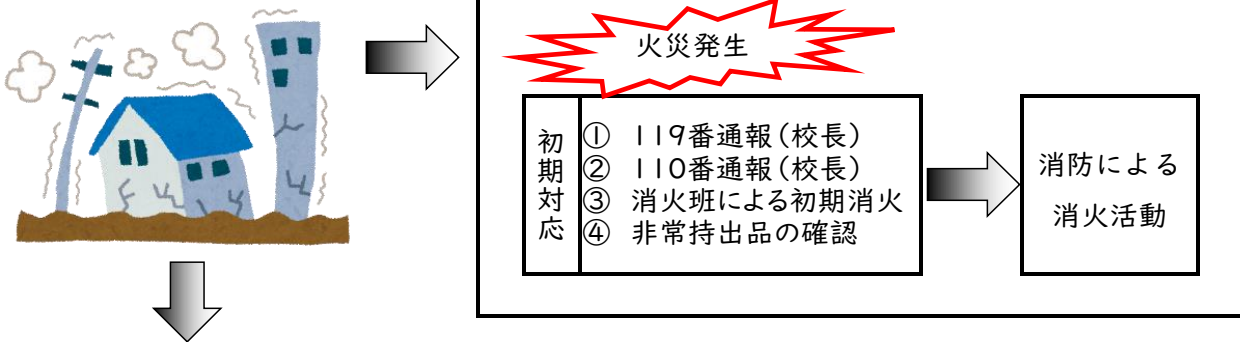 火災発生
初期対応
① 119番通報(校長)
② 110番通報(校長)
③ 消火班による初期消火
④ 非常持出品の確認
消防による
消火活動